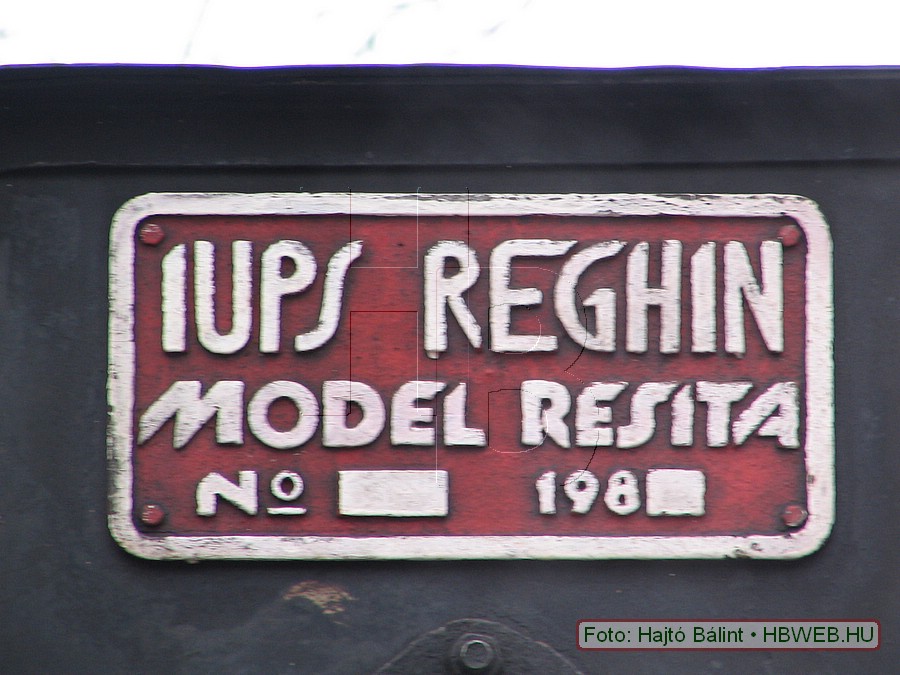 IUPS REGHIN
MODEL RESITA
Nº 198
Foto: Hajtó Bálint • HBWEB.HU